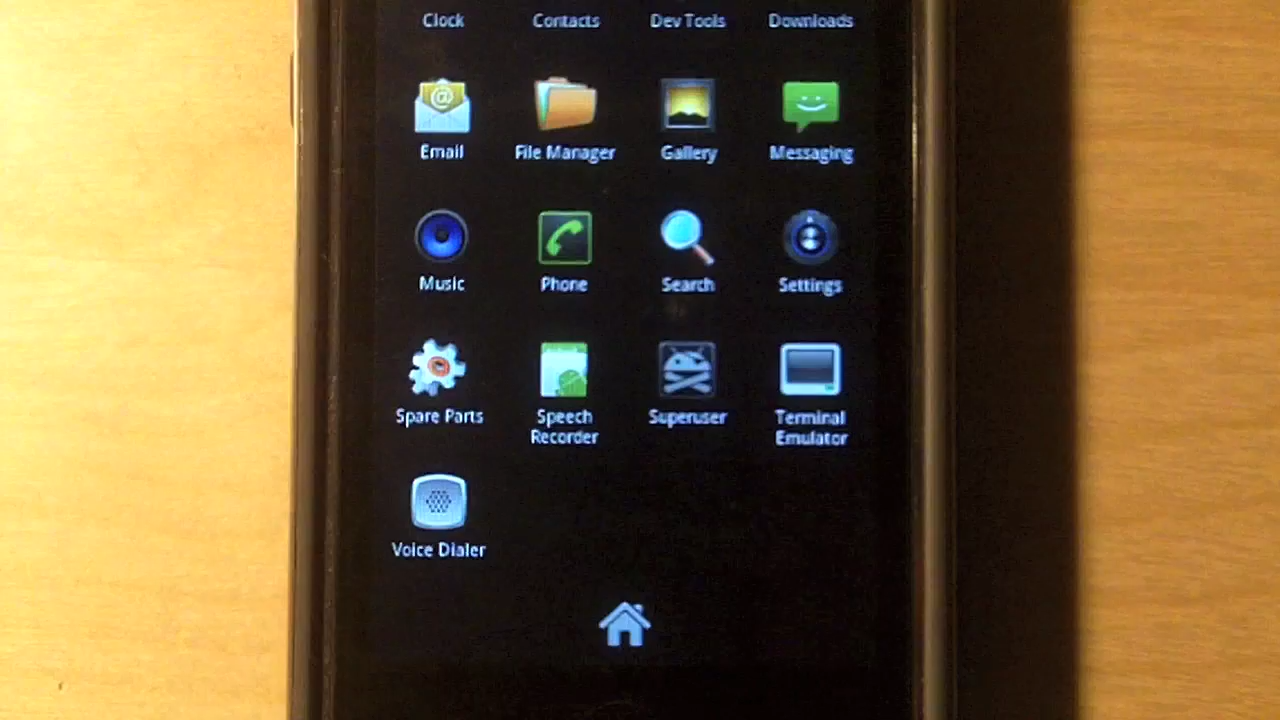 Clock Contacts Dev Tools Downloads
@
Email File Manager Gallery Messaging
Music Phone Search Settings
Spare Parts Speech Recorder Superuser Terminal Emulator
Voice Dialer